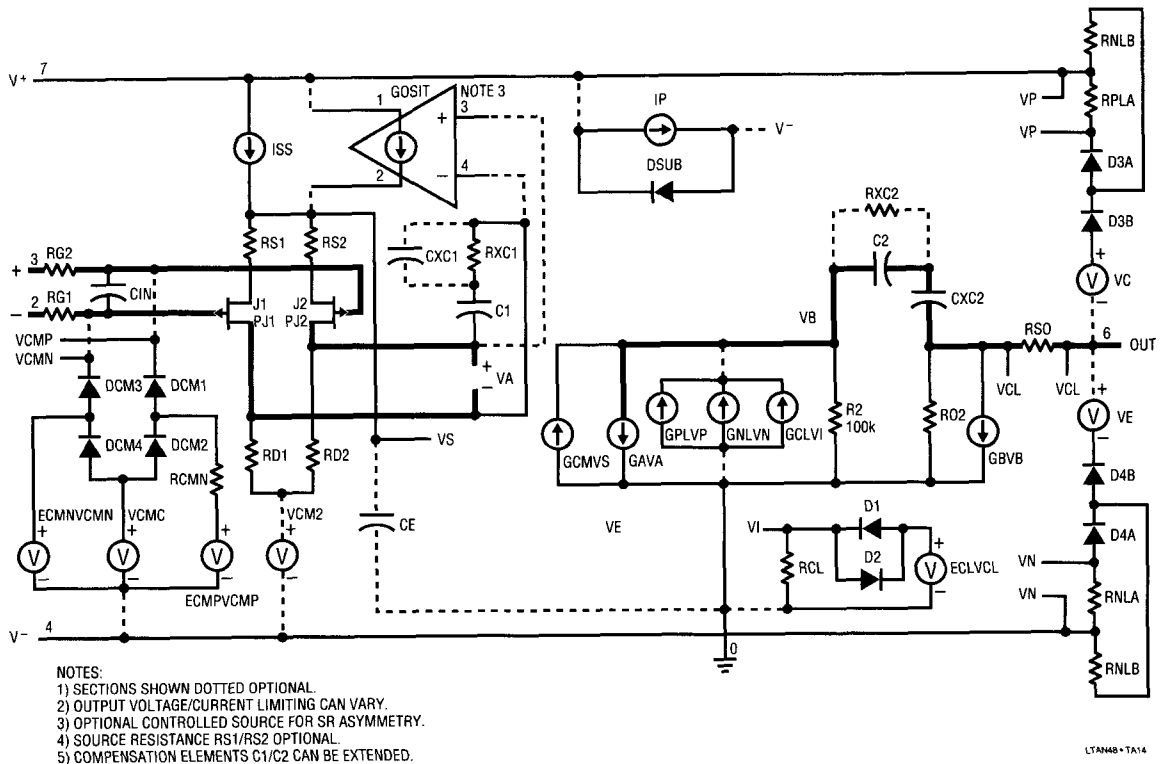 RNLB
V+ 7
GOSIT NOTE 3
1
3
+
IP
VP
RPLA
ISS
VP
V−
4
−
2
DSUB
D3A
RXC2
RS1
RS2
CXC1
RXC1
C2
D3B
+
+ 3 RG2
CIN
J1
J2
C1
CXC2
V
VC
−
− 2 RG1
PJ1
PJ2
VB
RSO
6 OUT
VCMP
VCMN
+
VA
−
VCL
VCL
+
DCM3
DCM1
V
VE
GPLVP
GNLVN
GCLVI
R2
100k
RO2
−
DCM4
DCM2
VS
GCMVS
GAVA
GBVB
RD1
RD2
D4B
RCMN
ECMNVCMN
VCMC
VCM2
CE
VE
VI
D1
D4A
+
+
+
+
+
V
V
V
V
RCL
D2
V
ECLVCL
VN
−
−
−
−
−
ECMPVCMP
VN
RNLA
V− 4
0
RNLB
NOTES:
1) SECTIONS SHOWN DOTTED OPTIONAL.
2) OUTPUT VOLTAGE/CURRENT LIMITING CAN VARY.
3) OPTIONAL CONTROLLED SOURCE FOR SR ASYMMETRY.
4) SOURCE RESISTANCE RS1/RS2 OPTIONAL.
5) COMPENSATION ELEMENTS C1/C2 CAN BE EXTENDED.
LTAN48 • TA14